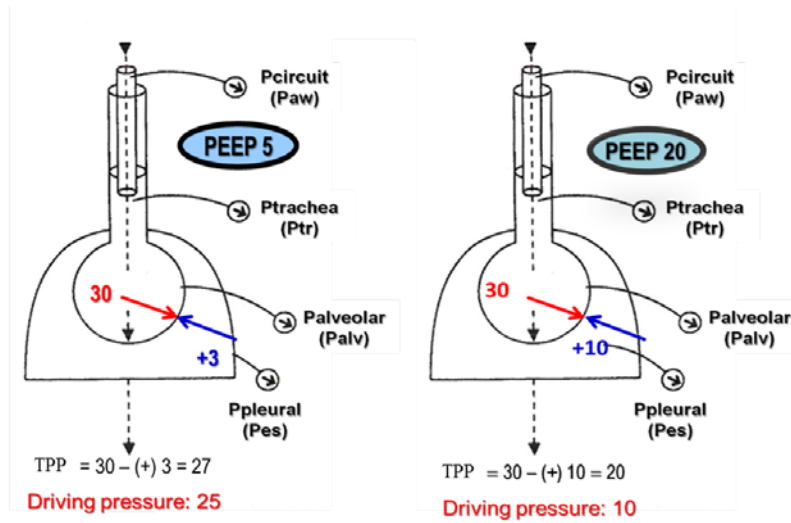 Pcircuit
(Paw)
PEEP 5
Ptrachea
(Ptr)
30
Palveolar
(Palv)
+3
Ppleural
(Pes)
TPP = 30 – (+) 3 = 27
Driving pressure: 25
Pcircuit
(Paw)
PEEP 20
Ptrachea
(Ptr)
30
Palveolar
(Palv)
+10
Ppleural
(Pes)
TPP = 30 – (+) 10 = 20
Driving pressure: 10